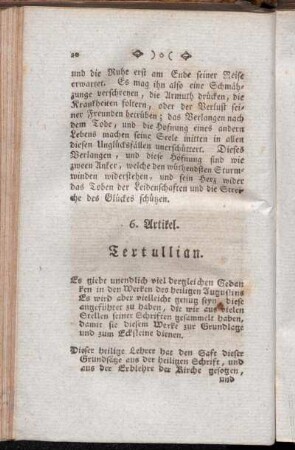 20 )o(
und die Ruhe erst am Ende seiner Reise
erwartet. Es mag ihn also eine Schmäh-
zunge verschreyen, die Armuth drücken, die
Krankheiten foltern, oder der Verlust sei-
ner Freunden betrüben; das Verlangen nach
dem Tode, und die Hofnung eines andern
Lebens machen seine Seele mitten in allen
diesen Unglücksfällen unerschüttert. Dieses
Verlangen, und diese Hofnung sind wie
zween Anker, welche den wüthendsten Sturm-
winden widerstehen, und sein Herz wider
das Toben der Leidenschaften und die Strei-
che des Glückes schützen.
6. Artikel.
Tertullian.
Es giebt unendlich viel dergleichen Gedan
ken in den Werken des heiligen Augustins
Es wird aber vielleicht genug seyn diese
angeführet zu haben, die wir aus vielen
Stellen seiner Schriften gesammelt haben,
damit sie diesem Werke zur Grundlage
und zum Ecksteine dienen.
Dieser heilige Lehrer hat den Saft dieser
Grundsätze aus der heiligen Schrift, und
aus der Erblehre der Kirche gesogen,
und